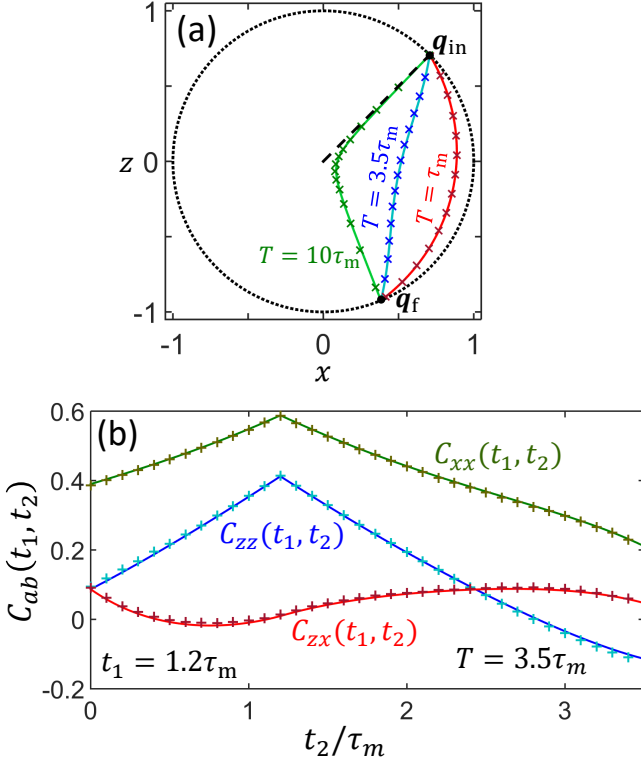 (a)
1
q_in
z 0
T = 3.5τ_m
T = τ_m
T = 10τ_m
q_f
-1
-1 0 1
x
(b)
0.6
0.4
0.2
0
-0.2
C_ab(t_1, t_2)
C_xx(t_1, t_2)
C_zz(t_1, t_2)
C_zx(t_1, t_2)
t_1 = 1.2τ_m
T = 3.5τ_m
0 1 2 3
t_2/τ_m